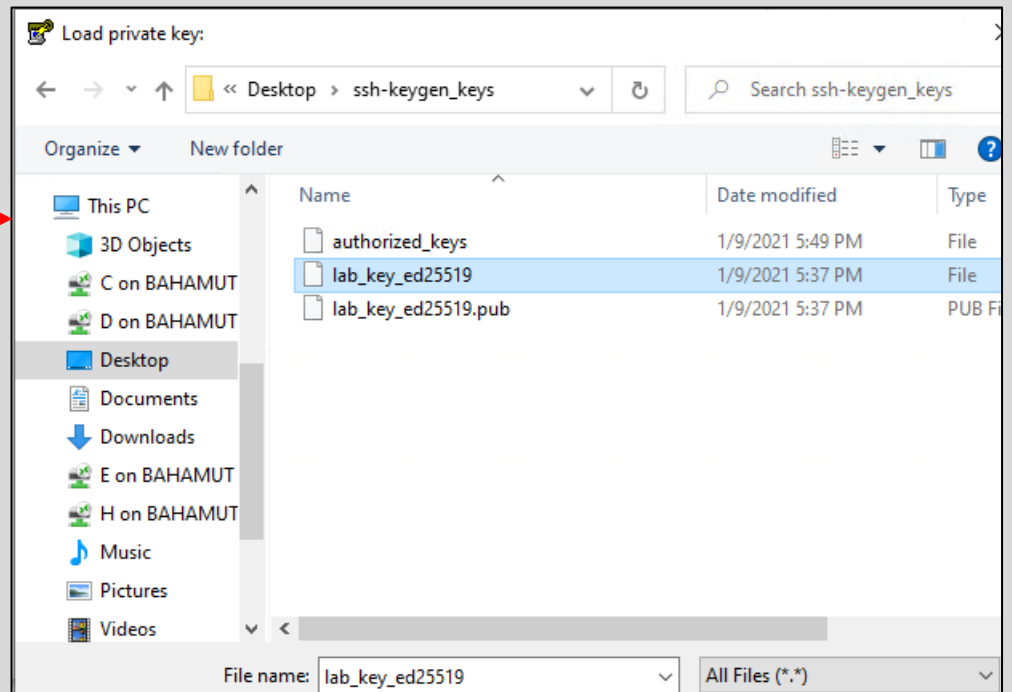 Load private key:
« Desktop › ssh-keygen_keys
Search ssh-keygen_keys
Organize
New folder
Name
Date modified
Type
This PC
3D Objects
C on BAHAMUT
D on BAHAMUT
Desktop
Documents
Downloads
E on BAHAMUT
H on BAHAMUT
Music
Pictures
Videos
authorized_keys 1/9/2021 5:49 PM File
lab_key_ed25519 1/9/2021 5:37 PM File
lab_key_ed25519.pub 1/9/2021 5:37 PM PUB Fi
File name: lab_key_ed25519 All Files (*.*)